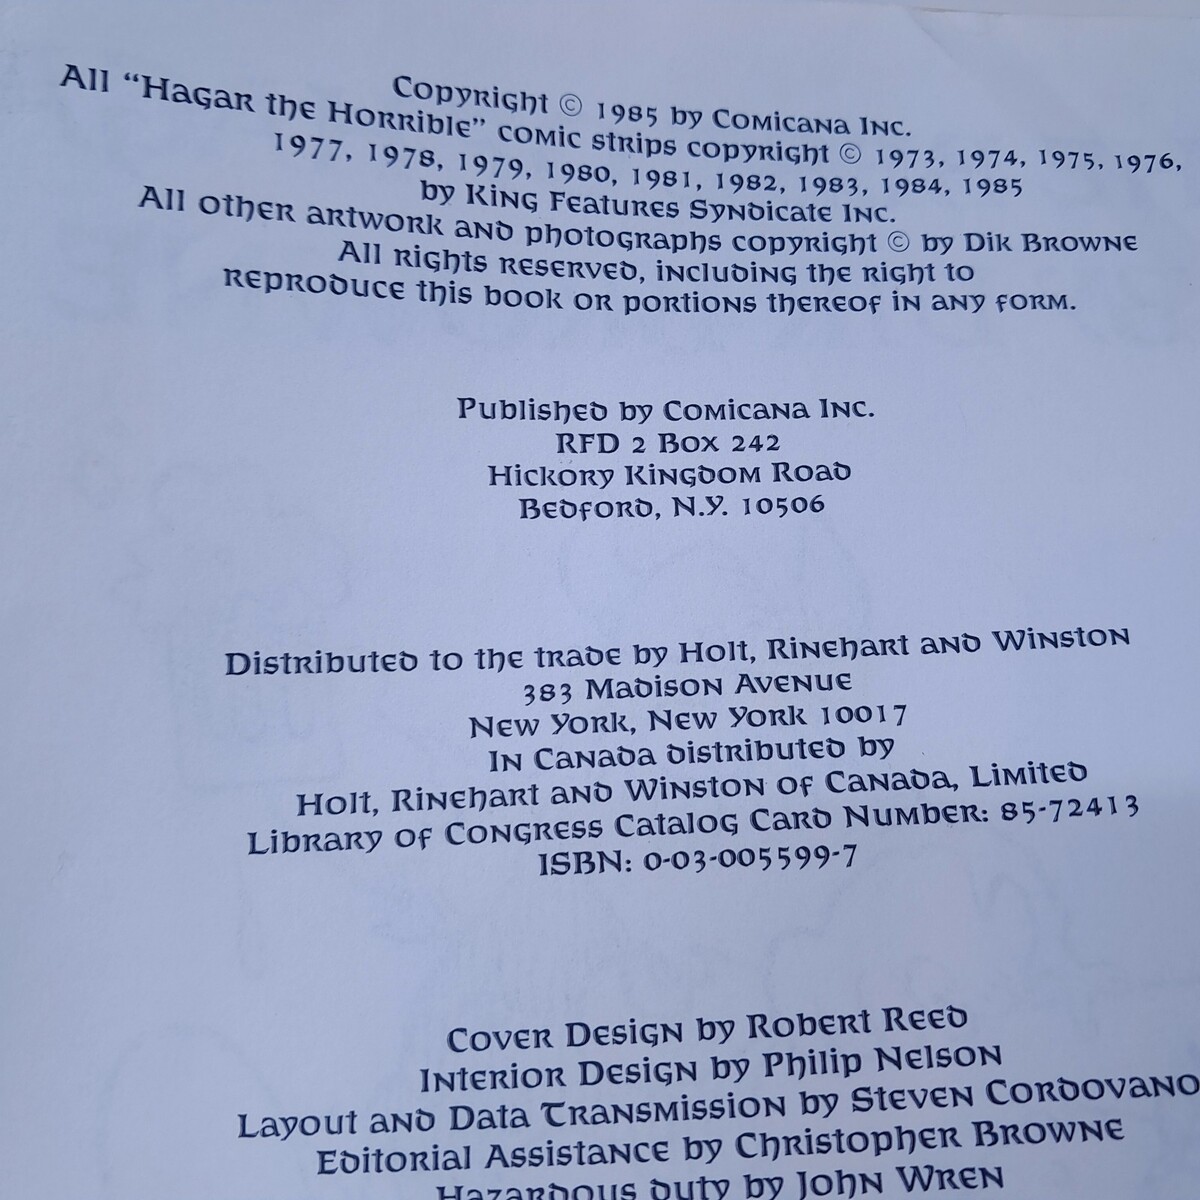 Copyright © 1985 by Comicana Inc.
All “Hagar the Horrible” comic strips copyright © 1973, 1974, 1975, 1976,
1977, 1978, 1979, 1980, 1981, 1982, 1983, 1984, 1985
by King Features Syndicate Inc.
All other artwork and photographs copyright © by Dik Browne
All rights reserved, including the right to
reproduce this book or portions thereof in any form.
Published by Comicana Inc.
RFD 2 Box 242
Hickory Kingdom Road
Bedford, N.Y. 10506
Distributed to the trade by Holt, Rinehart and Winston
383 Madison Avenue
New York, New York 10017
In Canada distributed by
Holt, Rinehart and Winston of Canada, Limited
Library of Congress Catalog Card Number: 85-72413
ISBN: 0-03-005599-7
Cover Design by Robert Reed
Interior Design by Philip Nelson
Layout and Data Transmission by Steven Cordovano
Editorial Assistance by Christopher Browne
Hazardous duty by John Wren